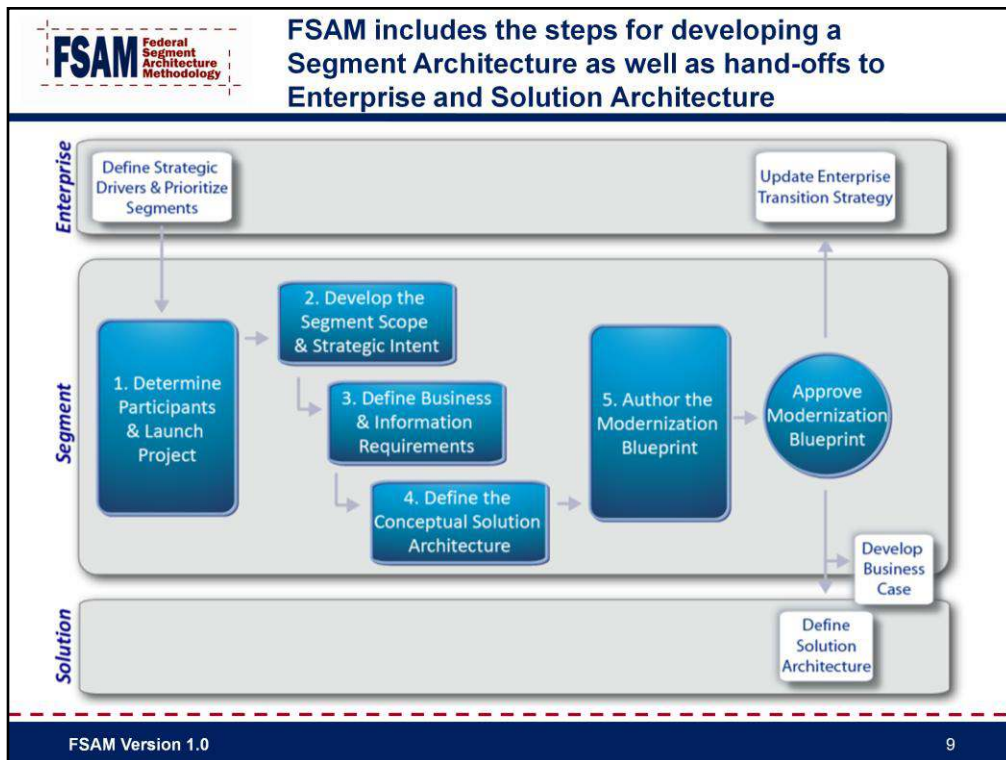 FSAM Federal
Segment
Architecture
Methodology
FSAM includes the steps for developing a
Segment Architecture as well as hand-offs to
Enterprise and Solution Architecture
Enterprise
Define Strategic
Drivers & Prioritize
Segments
Update Enterprise
Transition Strategy
Segment
1. Determine
Participants
& Launch
Project
2. Develop the
Segment Scope
& Strategic Intent
3. Define Business
& Information
Requirements
4. Define the
Conceptual Solution
Architecture
5. Author the
Modernization
Blueprint
Approve
Modernization
Blueprint
Develop
Business
Case
Solution
Define
Solution
Architecture
FSAM Version 1.0
9